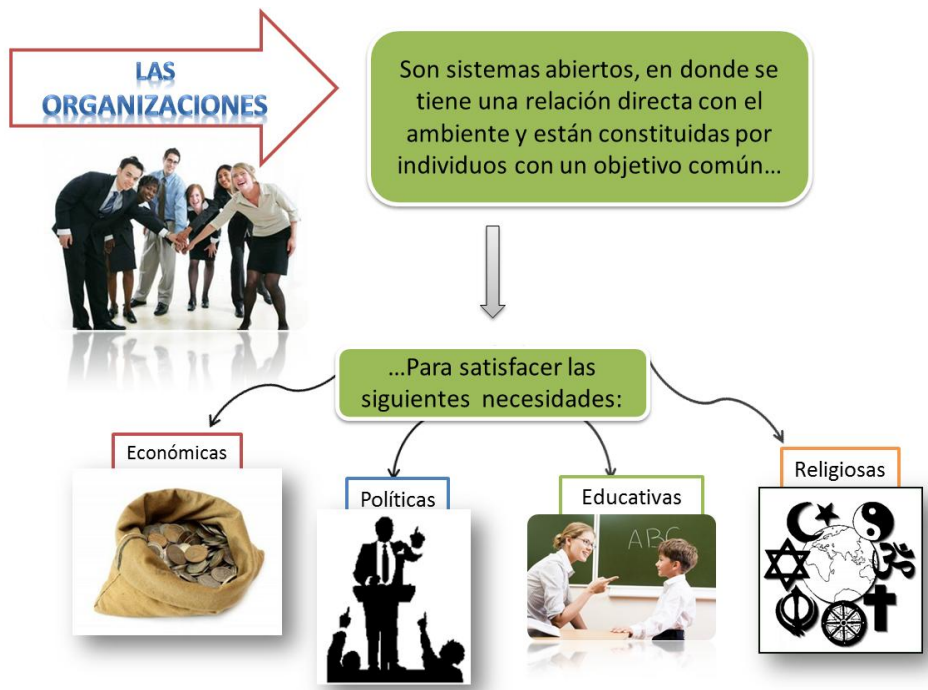 LAS
ORGANIZACIONES
Son sistemas abiertos, en donde se
tiene una relación directa con el
ambiente y están constituidas por
individuos con un objetivo común...
...Para satisfacer las
siguientes necesidades:
Económicas
Políticas
Educativas
Religiosas
ABC